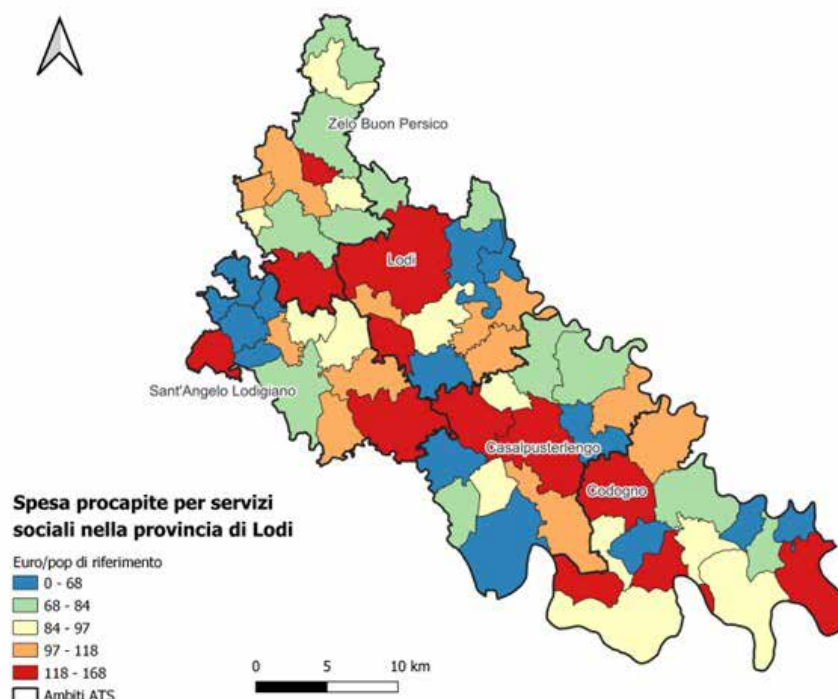 Zelo Buon Persico
Lodi
Sant'Angelo Lodigiano
Casalpusterlengo
Codogno
Spesa procapite per servizi
sociali nella provincia di Lodi
Euro/pop di riferimento
0 - 68
68 - 84
84 - 97
97 - 118
118 - 168
Ambiti ATS
0 5 10 km